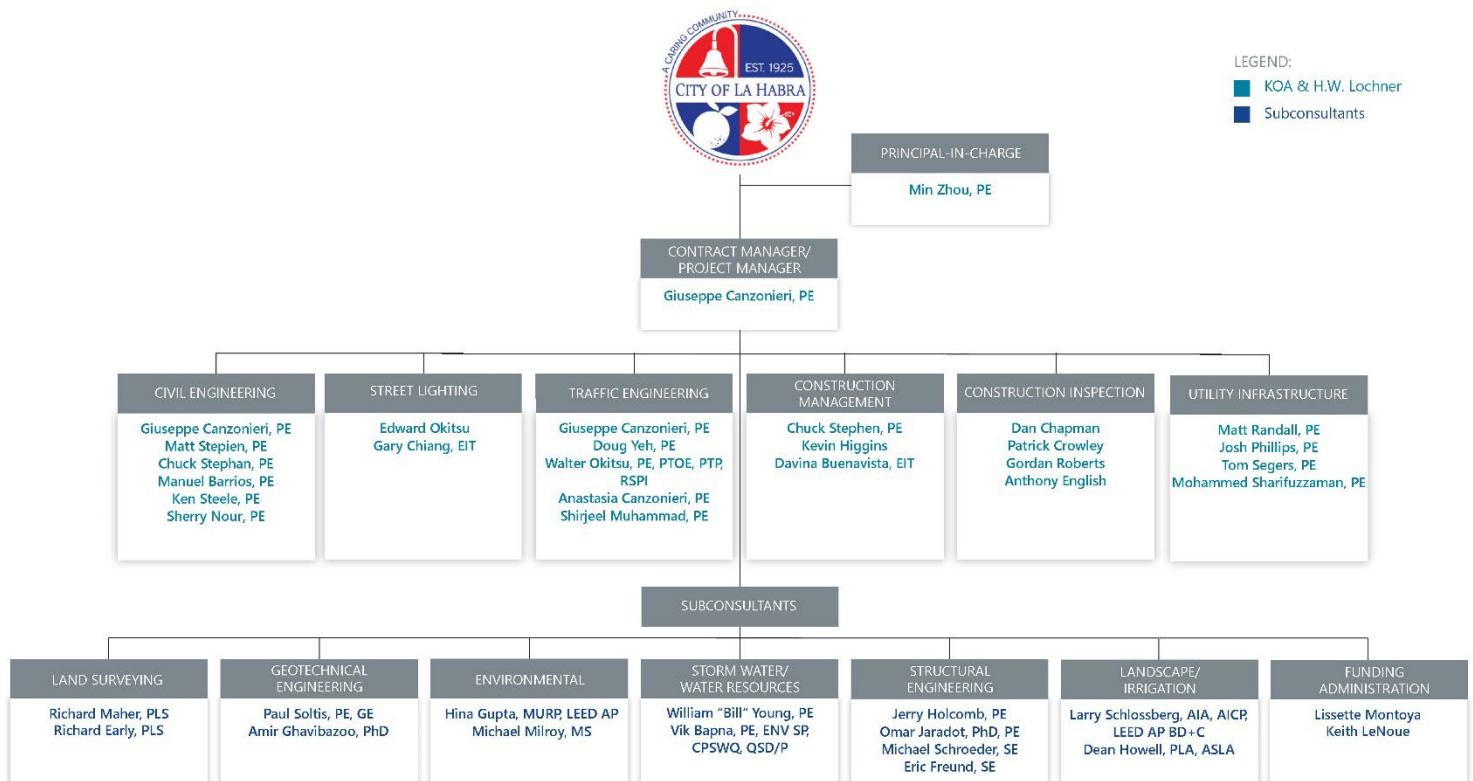 A CARING COMMUNITY
EST. 1925
CITY OF LA HABRA
LEGEND:
KOA & H.W. Lochner
Subconsultants
PRINCIPAL-IN-CHARGE
Min Zhou, PE
CONTRACT MANAGER/
PROJECT MANAGER
Giuseppe Canzonieri, PE
CIVIL ENGINEERING
Giuseppe Canzonieri, PE
Matt Stepien, PE
Chuck Stephan, PE
Manuel Barrios, PE
Ken Steele, PE
Sherry Nour, PE
STREET LIGHTING
Edward Okitsu
Gary Chiang, EIT
TRAFFIC ENGINEERING
Giuseppe Canzonieri, PE
Doug Yeh, PE
Walter Okitsu, PE, PTOE, PTP,
RSPI
Anastasia Canzonieri, PE
Shirjeel Muhammad, PE
CONSTRUCTION
MANAGEMENT
Chuck Stephen, PE
Kevin Higgins
Davina Buenavista, EIT
CONSTRUCTION INSPECTION
Dan Chapman
Patrick Crowley
Gordan Roberts
Anthony English
UTILITY INFRASTRUCTURE
Matt Randall, PE
Josh Phillips, PE
Tom Segers, PE
Mohammed Sharifuzzaman, PE
SUBCONSULTANTS
LAND SURVEYING
Richard Maher, PLS
Richard Early, PLS
GEOTECHNICAL
ENGINEERING
Paul Soltis, PE, GE
Amir Ghavibazoo, PhD
ENVIRONMENTAL
Hina Gupta, MURP, LEED AP
Michael Milroy, MS
STORM WATER/
WATER RESOURCES
William "Bill" Young, PE
Vik Bapna, PE, ENV SP,
CPSWQ, QSD/P
STRUCTURAL
ENGINEERING
Jerry Holcomb, PE
Omar Jaradot, PhD, PE
Michael Schroeder, SE
Eric Freund, SE
LANDSCAPE/
IRRIGATION
Larry Schlossberg, AIA, AICP,
LEED AP BD+C
Dean Howell, PLA, ASLA
FUNDING
ADMINISTRATION
Lissette Montoya
Keith LeNoue